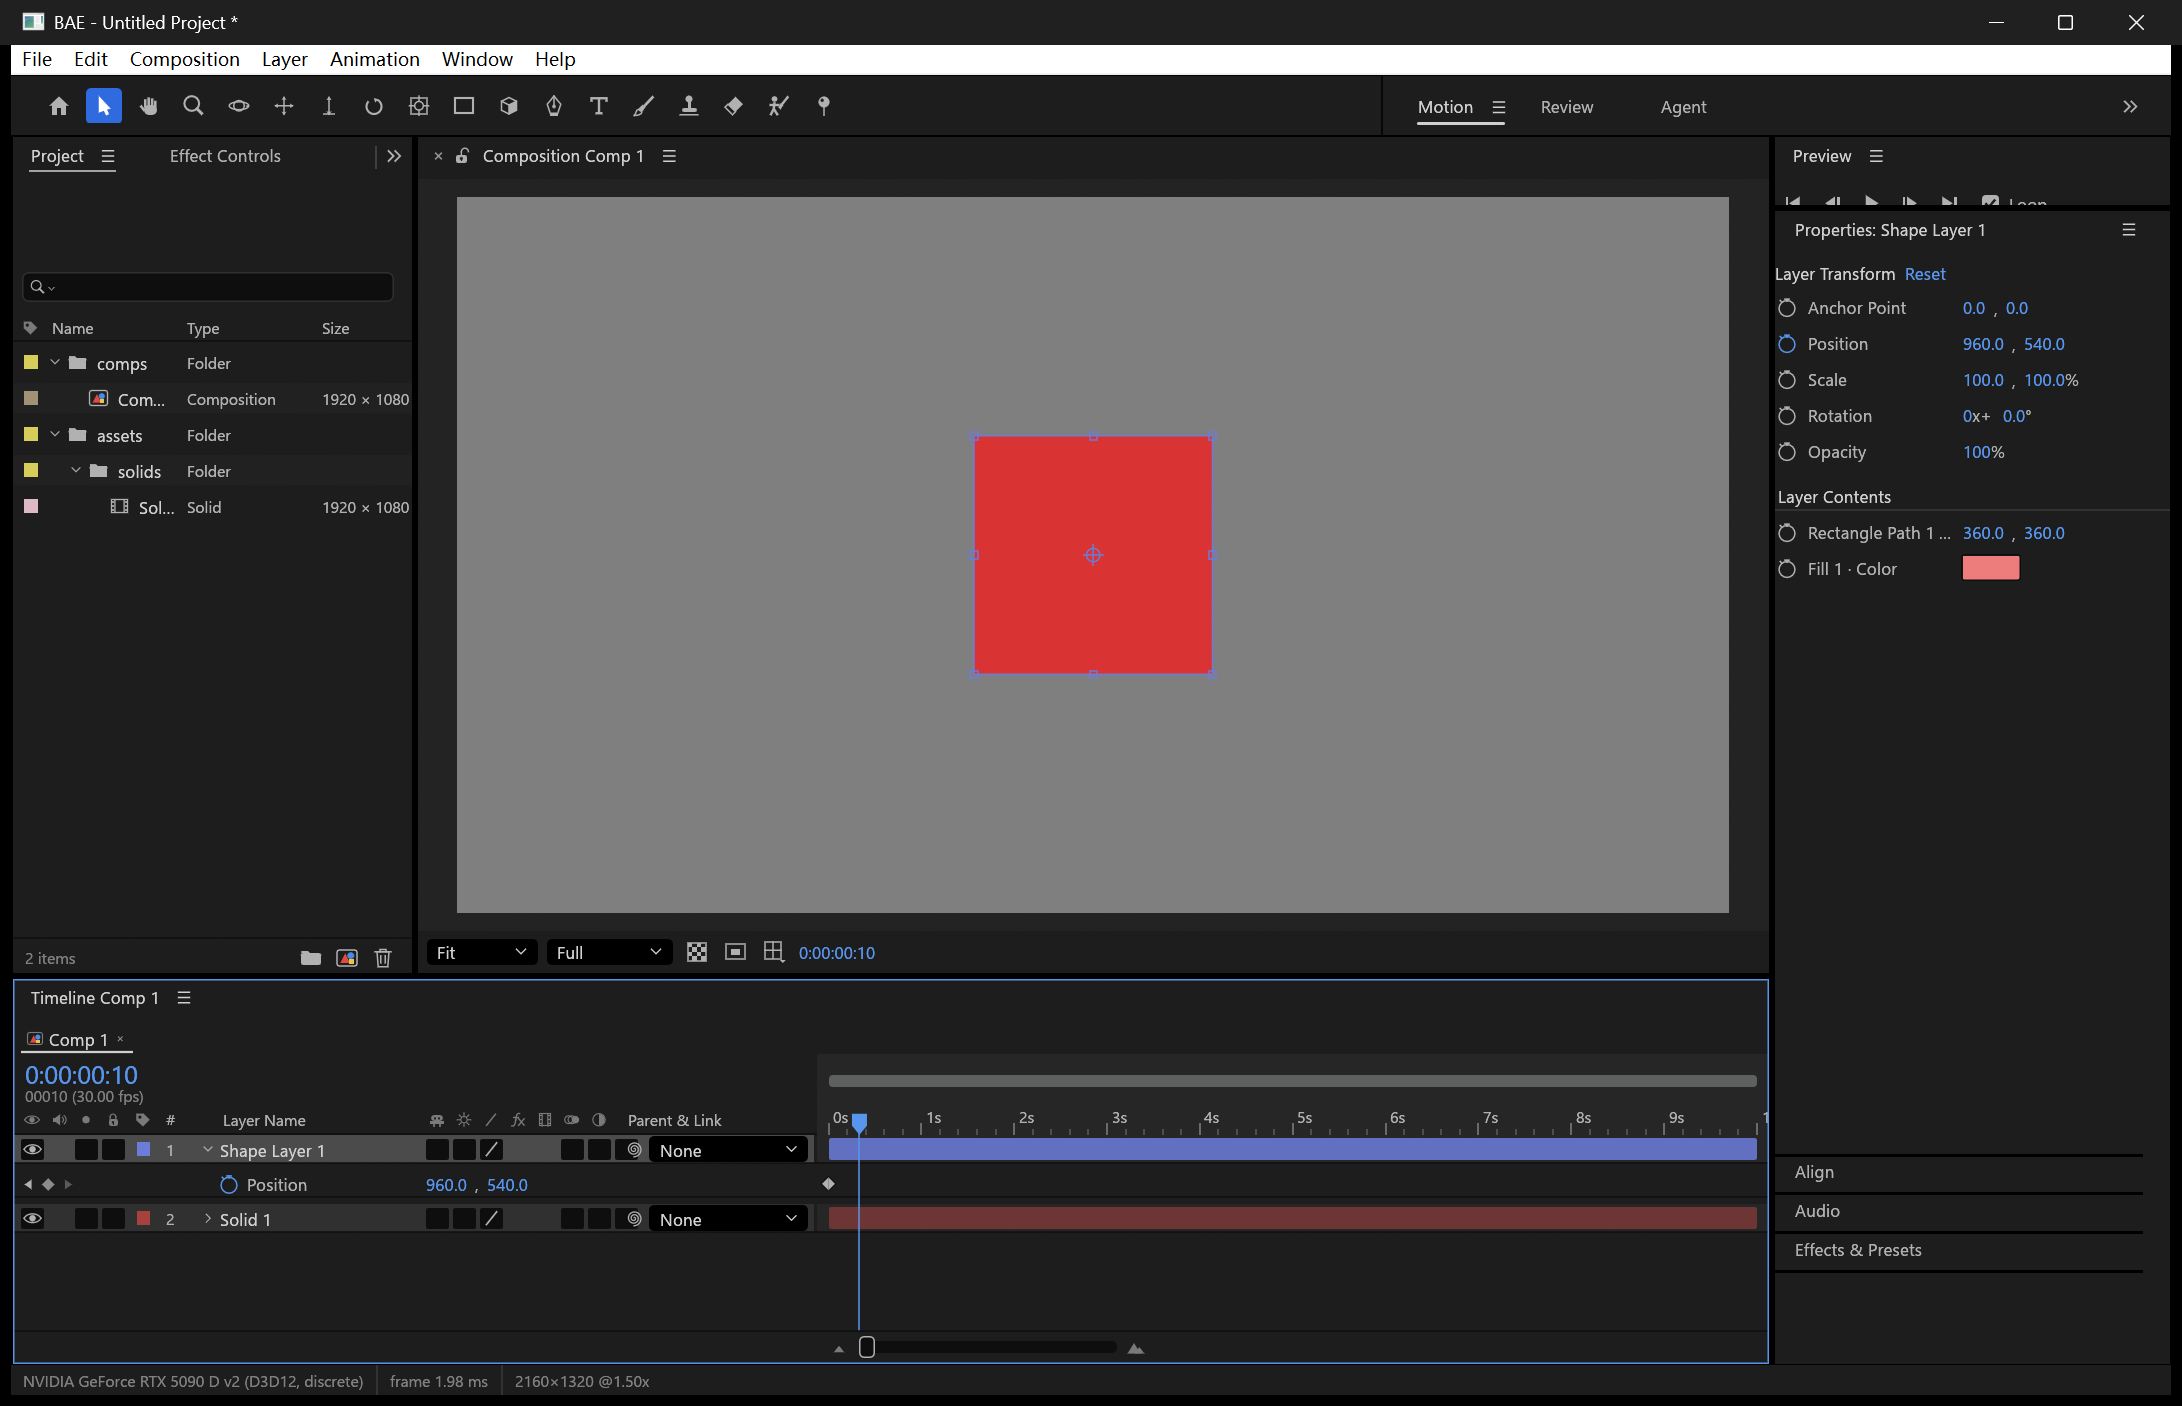 BAE - Untitled Project *
File Edit Composition Layer Animation Window Help
Motion Review Agent
Project Effect Controls
Composition Comp 1
Preview
Loop
Properties: Shape Layer 1
Layer Transform Reset
Anchor Point 0.0 , 0.0
Position 960.0 , 540.0
Scale 100.0 , 100.0%
Rotation 0x+ 0.0°
Opacity 100%
Layer Contents
Rectangle Path 1 ... 360.0 , 360.0
Fill 1 · Color
Name Type Size
comps Folder
Com... Composition 1920 × 1080
assets Folder
solids Folder
Sol... Solid 1920 × 1080
2 items
Fit Full 0:00:00:10
Timeline Comp 1
Comp 1
0:00:00:10
00010 (30.00 fps)
# Layer Name fx Parent & Link
0s 1s 2s 3s 4s 5s 6s 7s 8s 9s 1
1 Shape Layer 1 None
Position 960.0 , 540.0
2 Solid 1 None
Align
Audio
Effects & Presets
NVIDIA GeForce RTX 5090 D v2 (D3D12, discrete) frame 1.98 ms 2160×1320 @1.50x